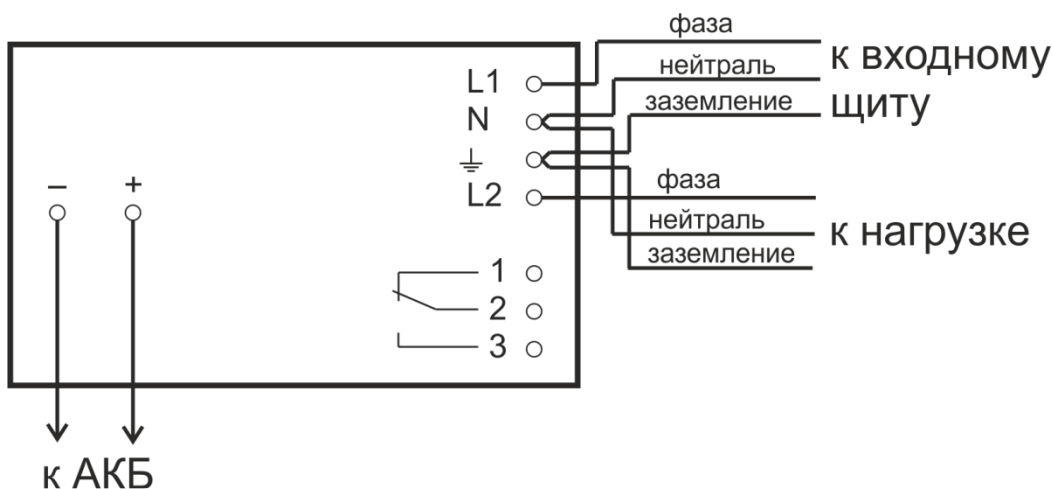 фаза
L1
нейтраль
к входному
N
заземление
щиту
L2
фаза
– +
нейтраль
к нагрузке
заземление
1
2
3
к АКБ